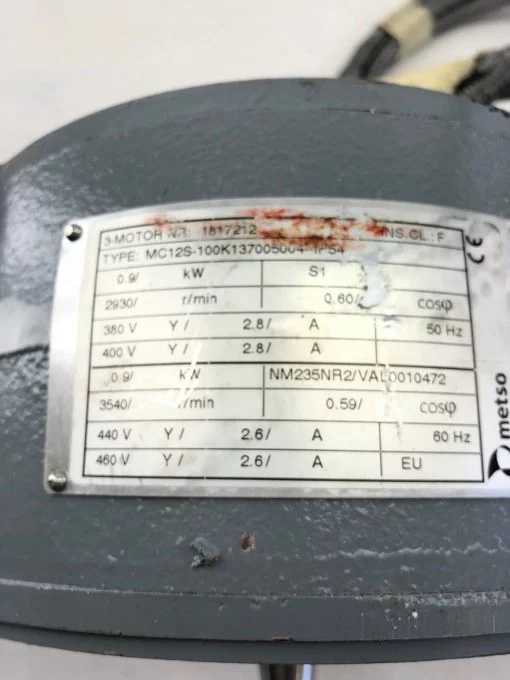 3-MOTOR NR: 1817212 INS.CL.:F
TYPE: MC12S-100K137005004 IP54
0.9/ kW S1
2930/ r/min 0.60/ cosφ
380 V Y / 2.8/ A 50 Hz
400 V Y / 2.8/ A
0.9/ kW NM235NR2/VAL0010472
3540/ r/min 0.59/ cosφ
440 V Y / 2.6/ A 60 Hz
460 V Y / 2.6/ A EU
CE
metso